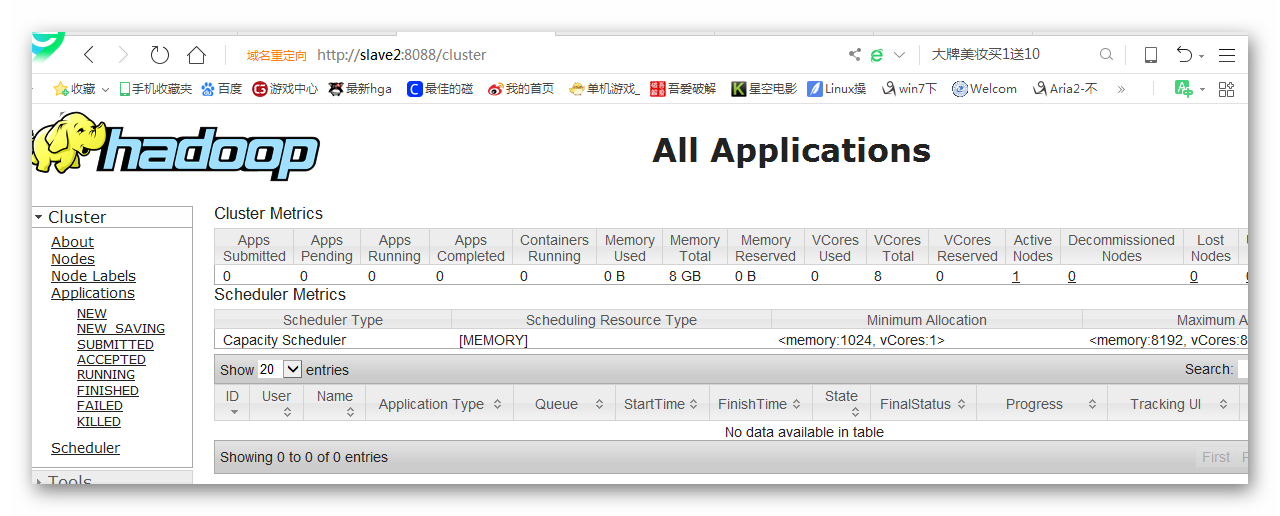 域名重定向 http://slave2:8088/cluster 大牌美妆买1送10
收藏 手机收藏夹 百度 游戏中心 最新hga 最佳的磁 我的首页 单机游戏_ 吾爱破解 星空电影 Linux操 win7下 Welcom Aria2-不 »
hadoop
All Applications
Cluster
About
Nodes
Node Labels
Applications
NEW
NEW_SAVING
SUBMITTED
ACCEPTED
RUNNING
FINISHED
FAILED
KILLED
Scheduler
Tools
Cluster Metrics
Apps Submitted Apps Pending Apps Running Apps Completed Containers Running Memory Used Memory Total Memory Reserved VCores Used VCores Total VCores Reserved Active Nodes Decommissioned Nodes Lost Nodes
0 0 0 0 0 0 B 8 GB 0 B 0 8 0 1 0 0
Scheduler Metrics
Scheduler Type Scheduling Resource Type Minimum Allocation Maximum A
Capacity Scheduler [MEMORY] <memory:1024, vCores:1> <memory:8192, vCores:8
Show 20 entries Search:
ID User Name Application Type Queue StartTime FinishTime State FinalStatus Progress Tracking UI
No data available in table
Showing 0 to 0 of 0 entries First